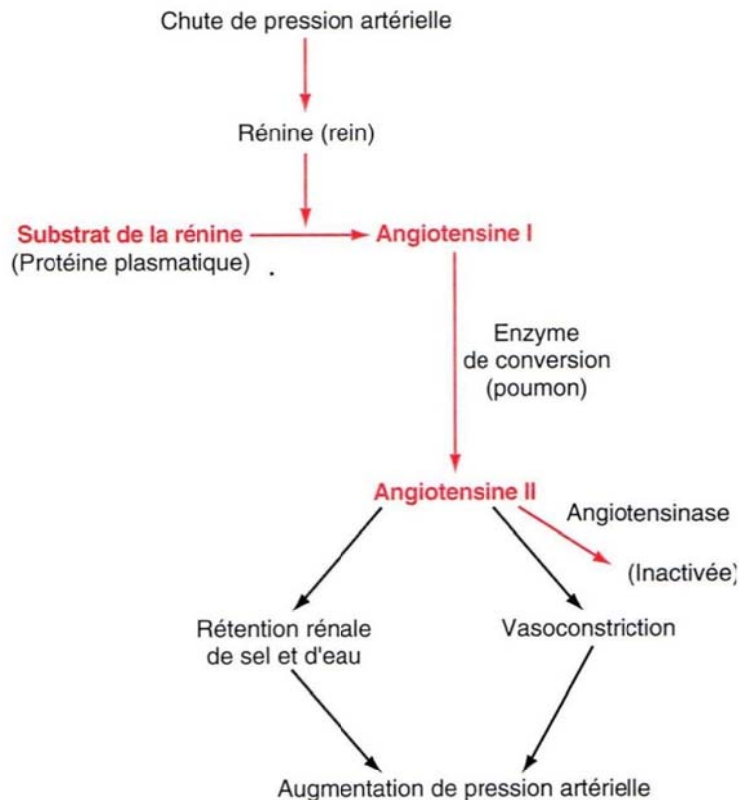 Chute de pression artérielle
Rénine (rein)
Substrat de la rénine
(Protéine plasmatique)
Angiotensine I
Enzyme
de conversion
(poumon)
Angiotensine II
Angiotensinase
(Inactivée)
Rétention rénale
de sel et d'eau
Vasoconstriction
Augmentation de pression artérielle